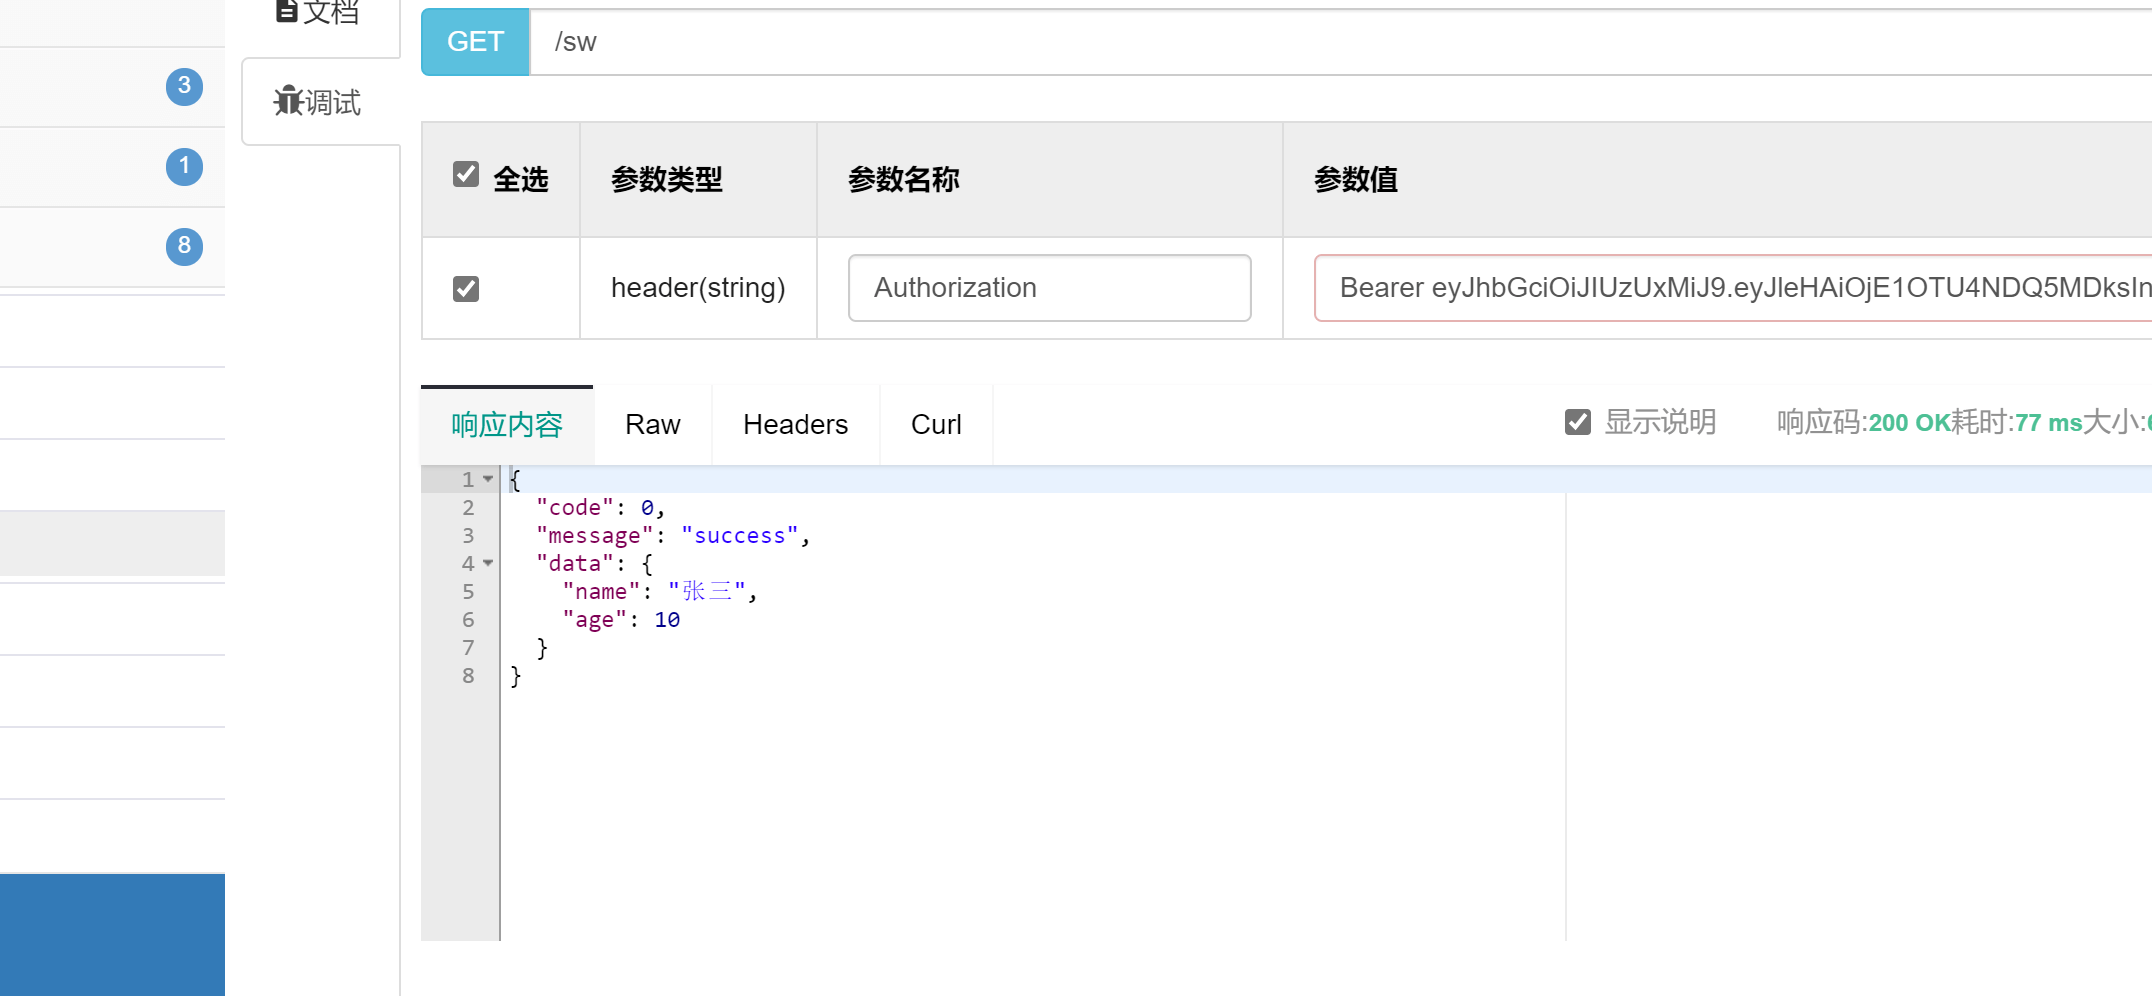 文档
3
调试
1
8
GET /sw
全选 参数类型 参数名称 参数值
header(string) Authorization Bearer eyJhbGciOiJIUzUxMiJ9.eyJleHAiOjE1OTU4NDQ5MDksIn
响应内容 Raw Headers Curl 显示说明 响应码:200 OK耗时:77 ms大小:
1 {
2 "code": 0,
3 "message": "success",
4 "data": {
5 "name": "张三",
6 "age": 10
7 }
8 }